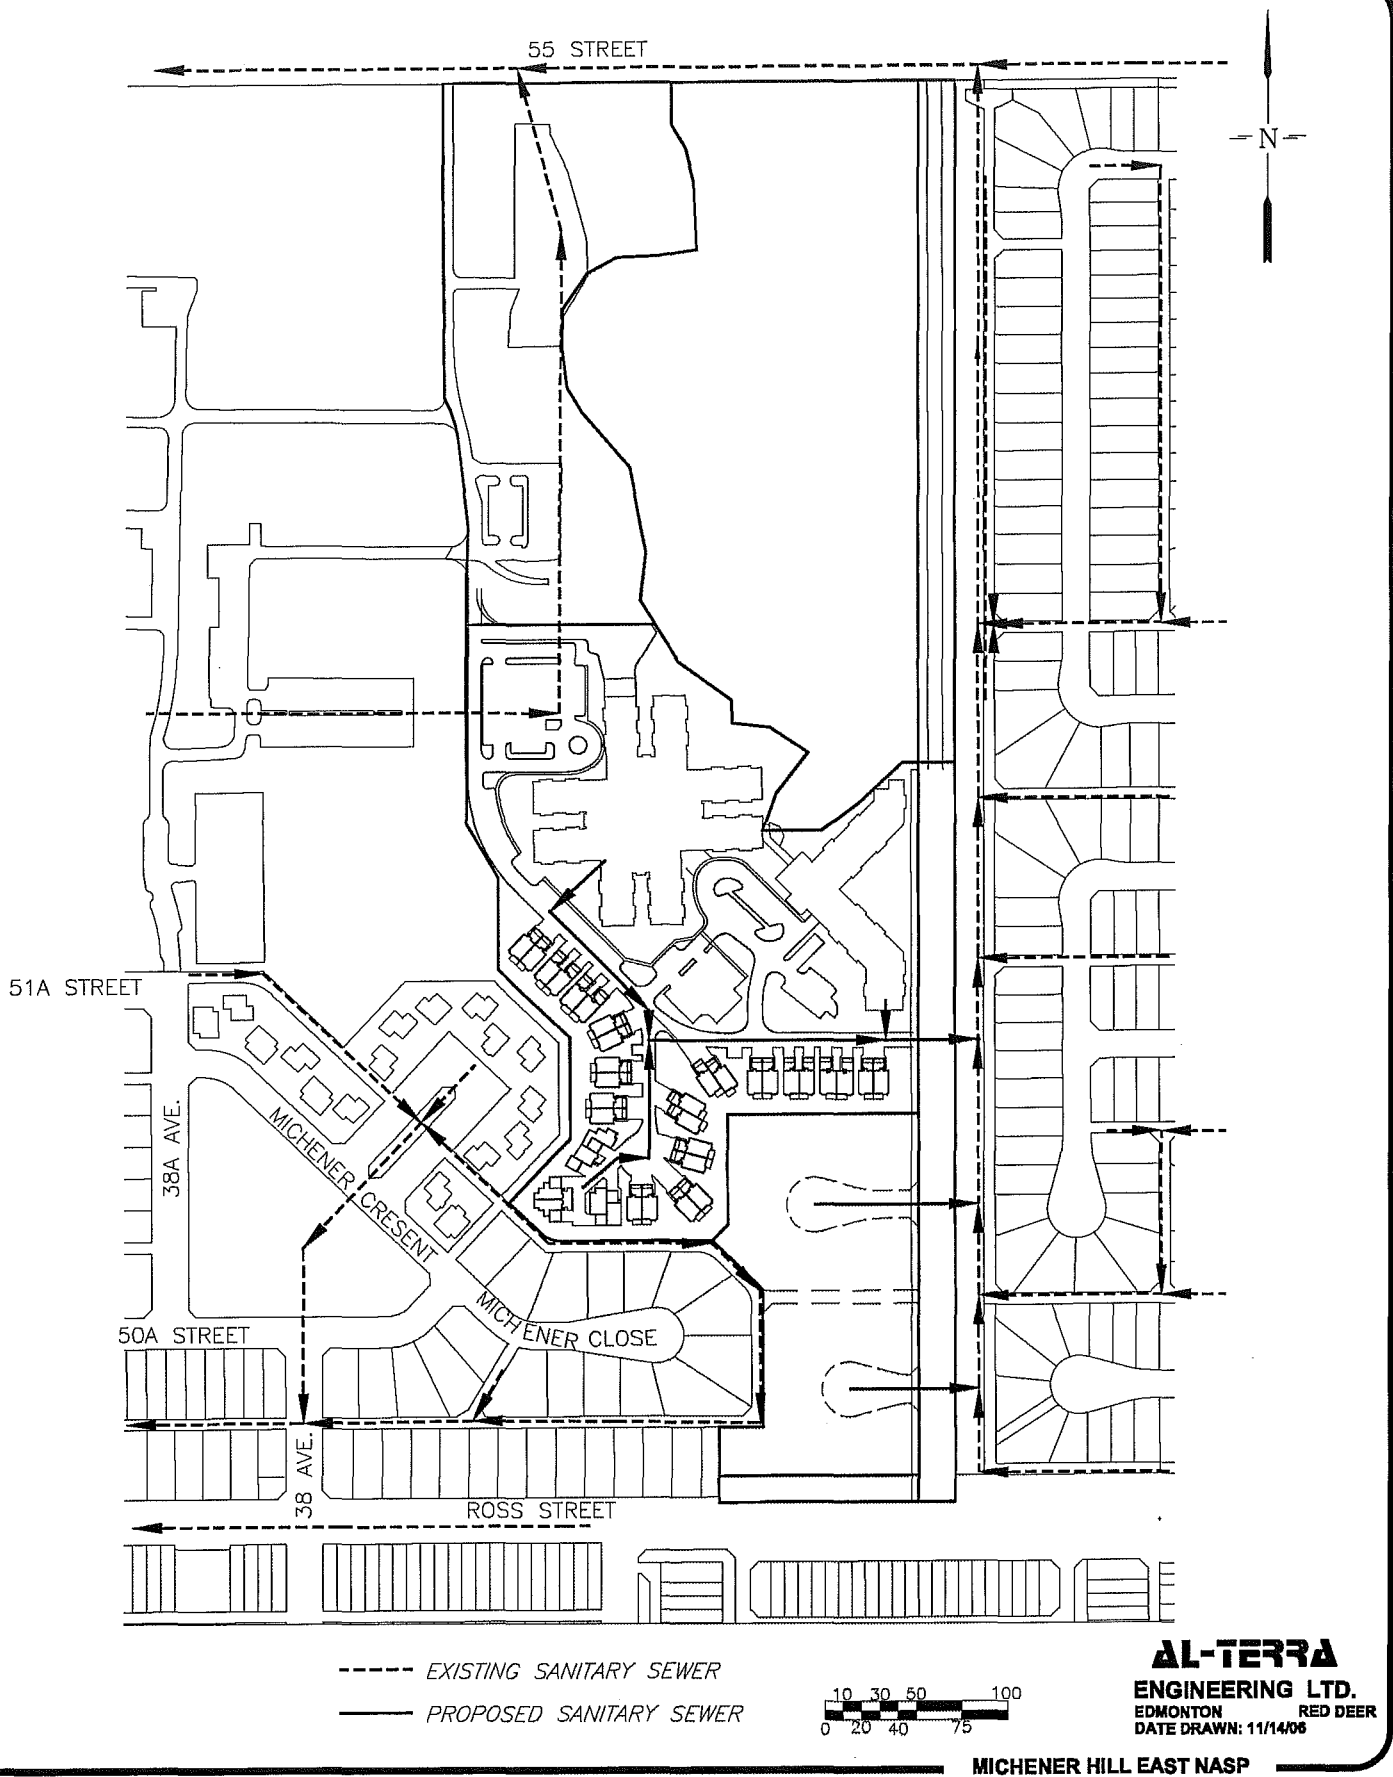 55 STREET
N
51A STREET
38A AVE.
MICHENER CRESENT
MICHENER CLOSE
50A STREET
38 AVE.
ROSS STREET
EXISTING SANITARY SEWER
PROPOSED SANITARY SEWER
10 30 50 100
0 20 40 75
AL-TERRA
ENGINEERING LTD.
EDMONTON RED DEER
DATE DRAWN: 11/14/06
MICHENER HILL EAST NASP